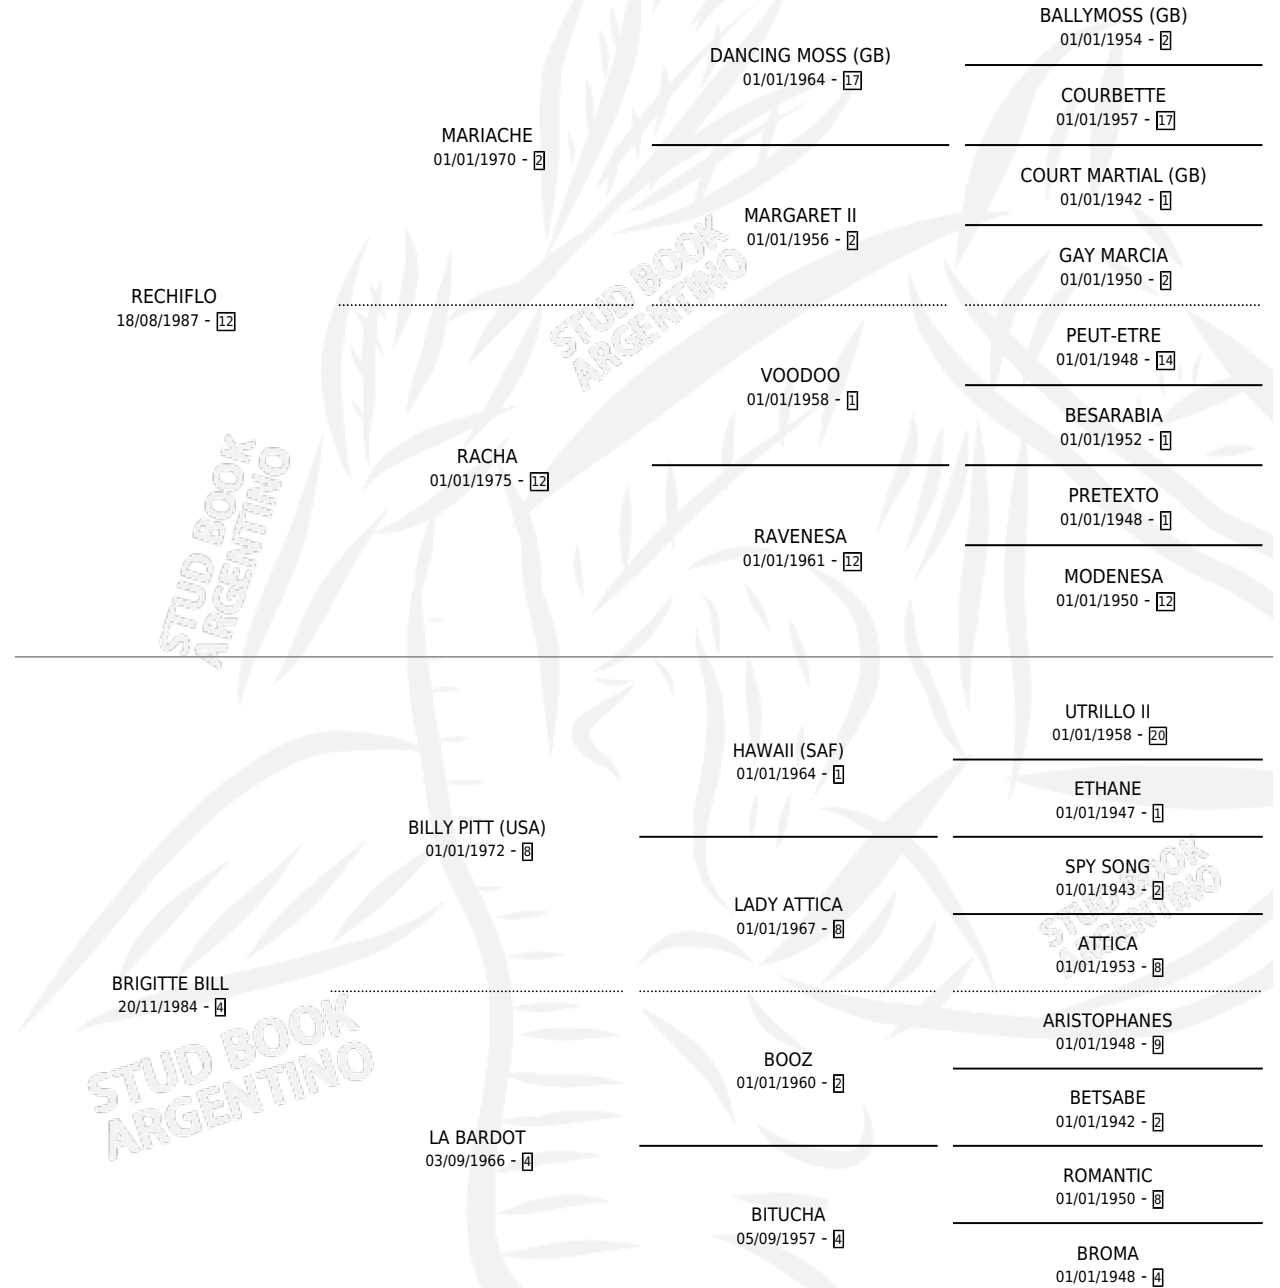 BALLYMOSS (GB)
01/01/1954 - 2
DANCING MOSS (GB)
01/01/1964 - 17
COURBETTE
01/01/1957 - 17
MARIACHE
01/01/1970 - 2
COURT MARTIAL (GB)
01/01/1942 - 1
MARGARET II
01/01/1956 - 2
GAY MARCIA
01/01/1950 - 2
RECHIFLO
18/08/1987 - 12
PEUT-ETRE
01/01/1948 - 14
VOODOO
01/01/1958 - 1
BESARABIA
01/01/1952 - 1
RACHA
01/01/1975 - 12
PRETEXTO
01/01/1948 - 1
RAVENESA
01/01/1961 - 12
MODENESA
01/01/1950 - 12
UTRILLO II
01/01/1958 - 20
HAWAII (SAF)
01/01/1964 - 1
ETHANE
01/01/1947 - 1
BILLY PITT (USA)
01/01/1972 - 8
SPY SONG
01/01/1943 - 2
LADY ATTICA
01/01/1967 - 8
ATTICA
01/01/1953 - 8
BRIGITTE BILL
20/11/1984 - 4
ARISTOPHANES
01/01/1948 - 9
BOOZ
01/01/1960 - 2
BETSABE
01/01/1942 - 2
LA BARDOT
03/09/1966 - 4
ROMANTIC
01/01/1950 - 8
BITUCHA
05/09/1957 - 4
BROMA
01/01/1948 - 4
STUD BOOK
ARGENTINO
STUD BOOK
ARGENTINO
STUD BOOK
ARGENTINO
STUD BOOK
ARGENTINO